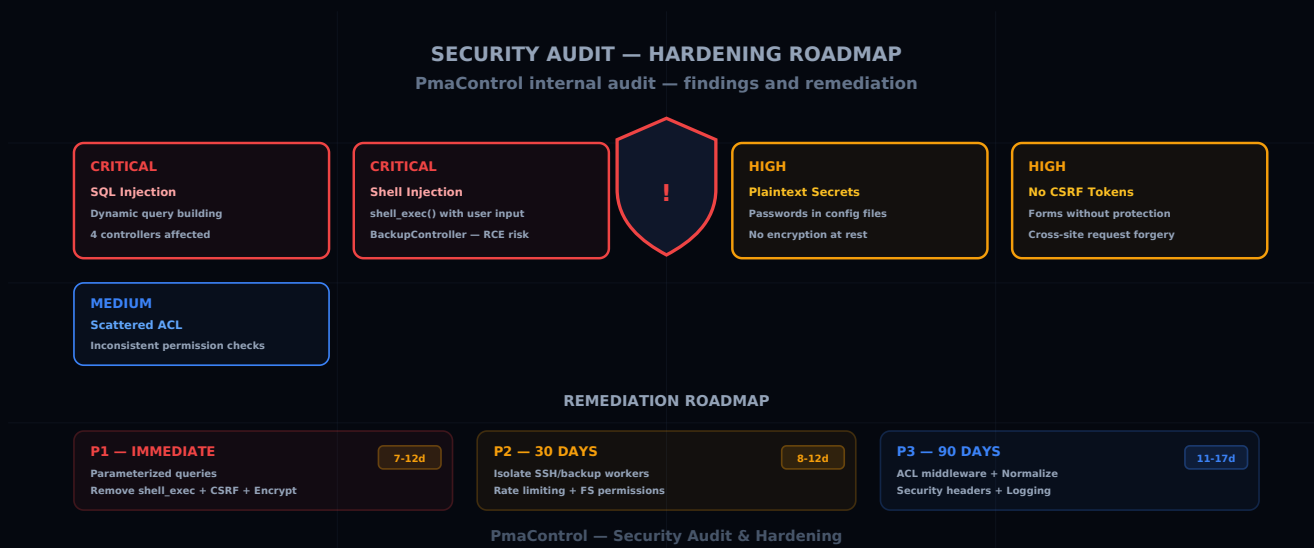 SECURITY AUDIT — HARDENING ROADMAP
PmaControl internal audit — findings and remediation
CRITICAL
SQL Injection
Dynamic query building
4 controllers affected
CRITICAL
Shell Injection
shell_exec() with user input
BackupController — RCE risk
!
HIGH
Plaintext Secrets
Passwords in config files
No encryption at rest
HIGH
No CSRF Tokens
Forms without protection
Cross-site request forgery
MEDIUM
Scattered ACL
Inconsistent permission checks
REMEDIATION ROADMAP
P1 — IMMEDIATE
7-12d
Parameterized queries
Remove shell_exec + CSRF + Encrypt
P2 — 30 DAYS
8-12d
Isolate SSH/backup workers
Rate limiting + FS permissions
P3 — 90 DAYS
11-17d
ACL middleware + Normalize
Security headers + Logging
PmaControl — Security Audit & Hardening